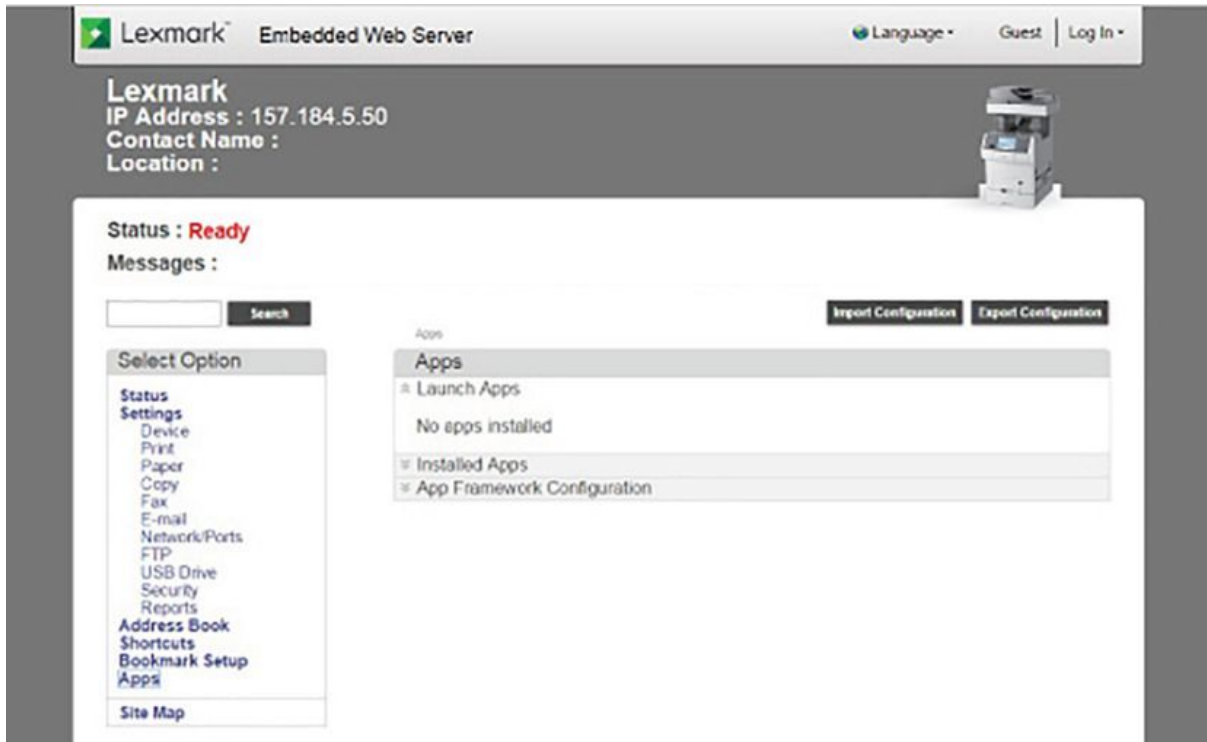 Lexmark™ Embedded Web Server Language Guest Log In
Lexmark
IP Address : 157.184.5.50
Contact Name :
Location :
Status : Ready
Messages :
Search
Import Configuration Export Configuration
Apps
Select Option
Status
Settings
Device
Print
Paper
Copy
Fax
E-mail
Network/Ports
FTP
USB Drive
Security
Reports
Address Book
Shortcuts
Bookmark Setup
Apps
Site Map
Apps
Launch Apps
No apps installed
Installed Apps
App Framework Configuration